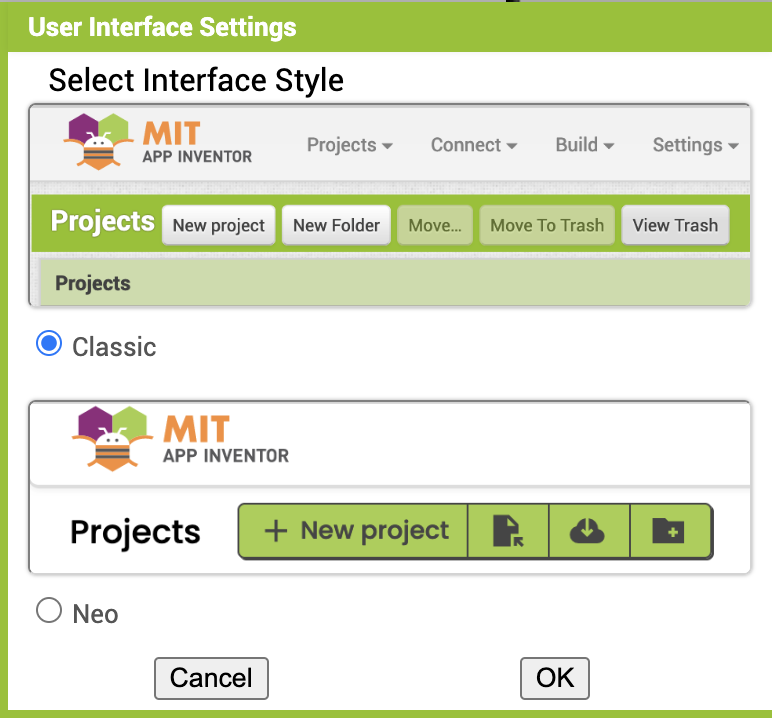 User Interface Settings
Select Interface Style
MIT
APP INVENTOR
Projects Connect Build Settings
Projects New project New Folder Move... Move To Trash View Trash
Projects
Classic
MIT
APP INVENTOR
Projects + New project
Neo
Cancel OK